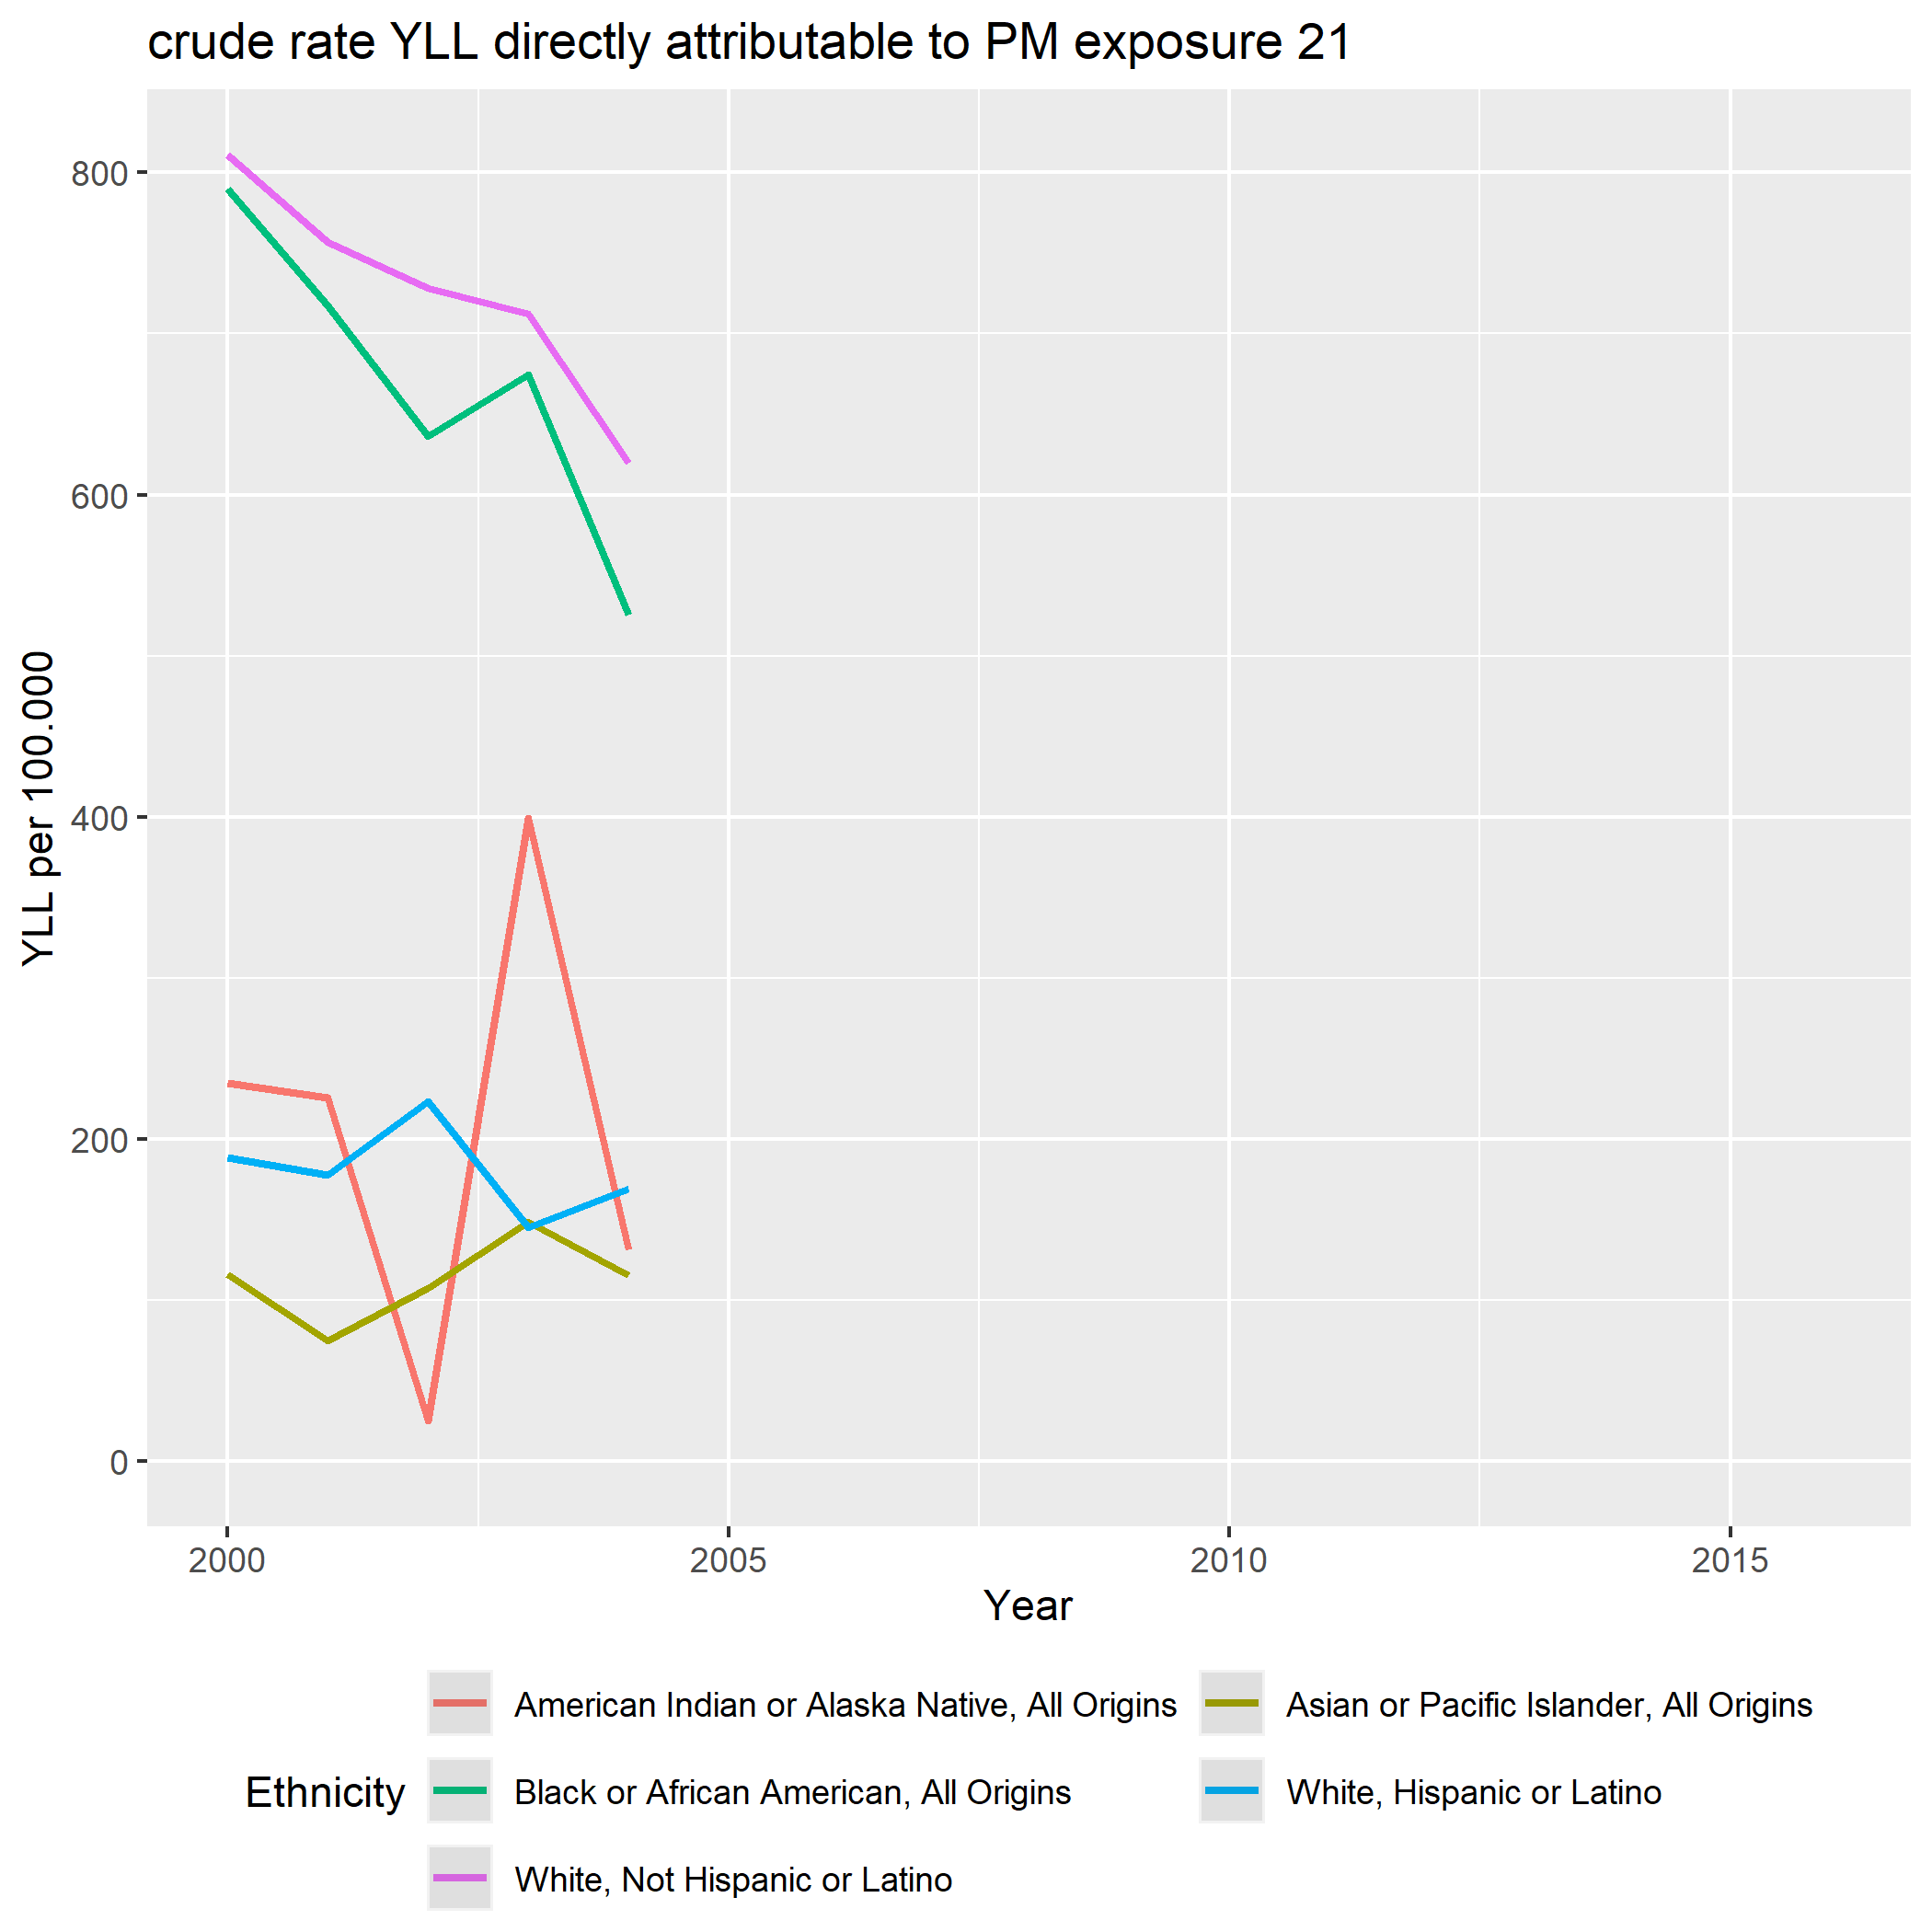 crude rate YLL directly attributable to PM exposure 21
YLL per 100.000
800
600
400
200
0
2000 2005 2010 2015
Year
Ethnicity
American Indian or Alaska Native, All Origins
Asian or Pacific Islander, All Origins
Black or African American, All Origins
White, Hispanic or Latino
White, Not Hispanic or Latino